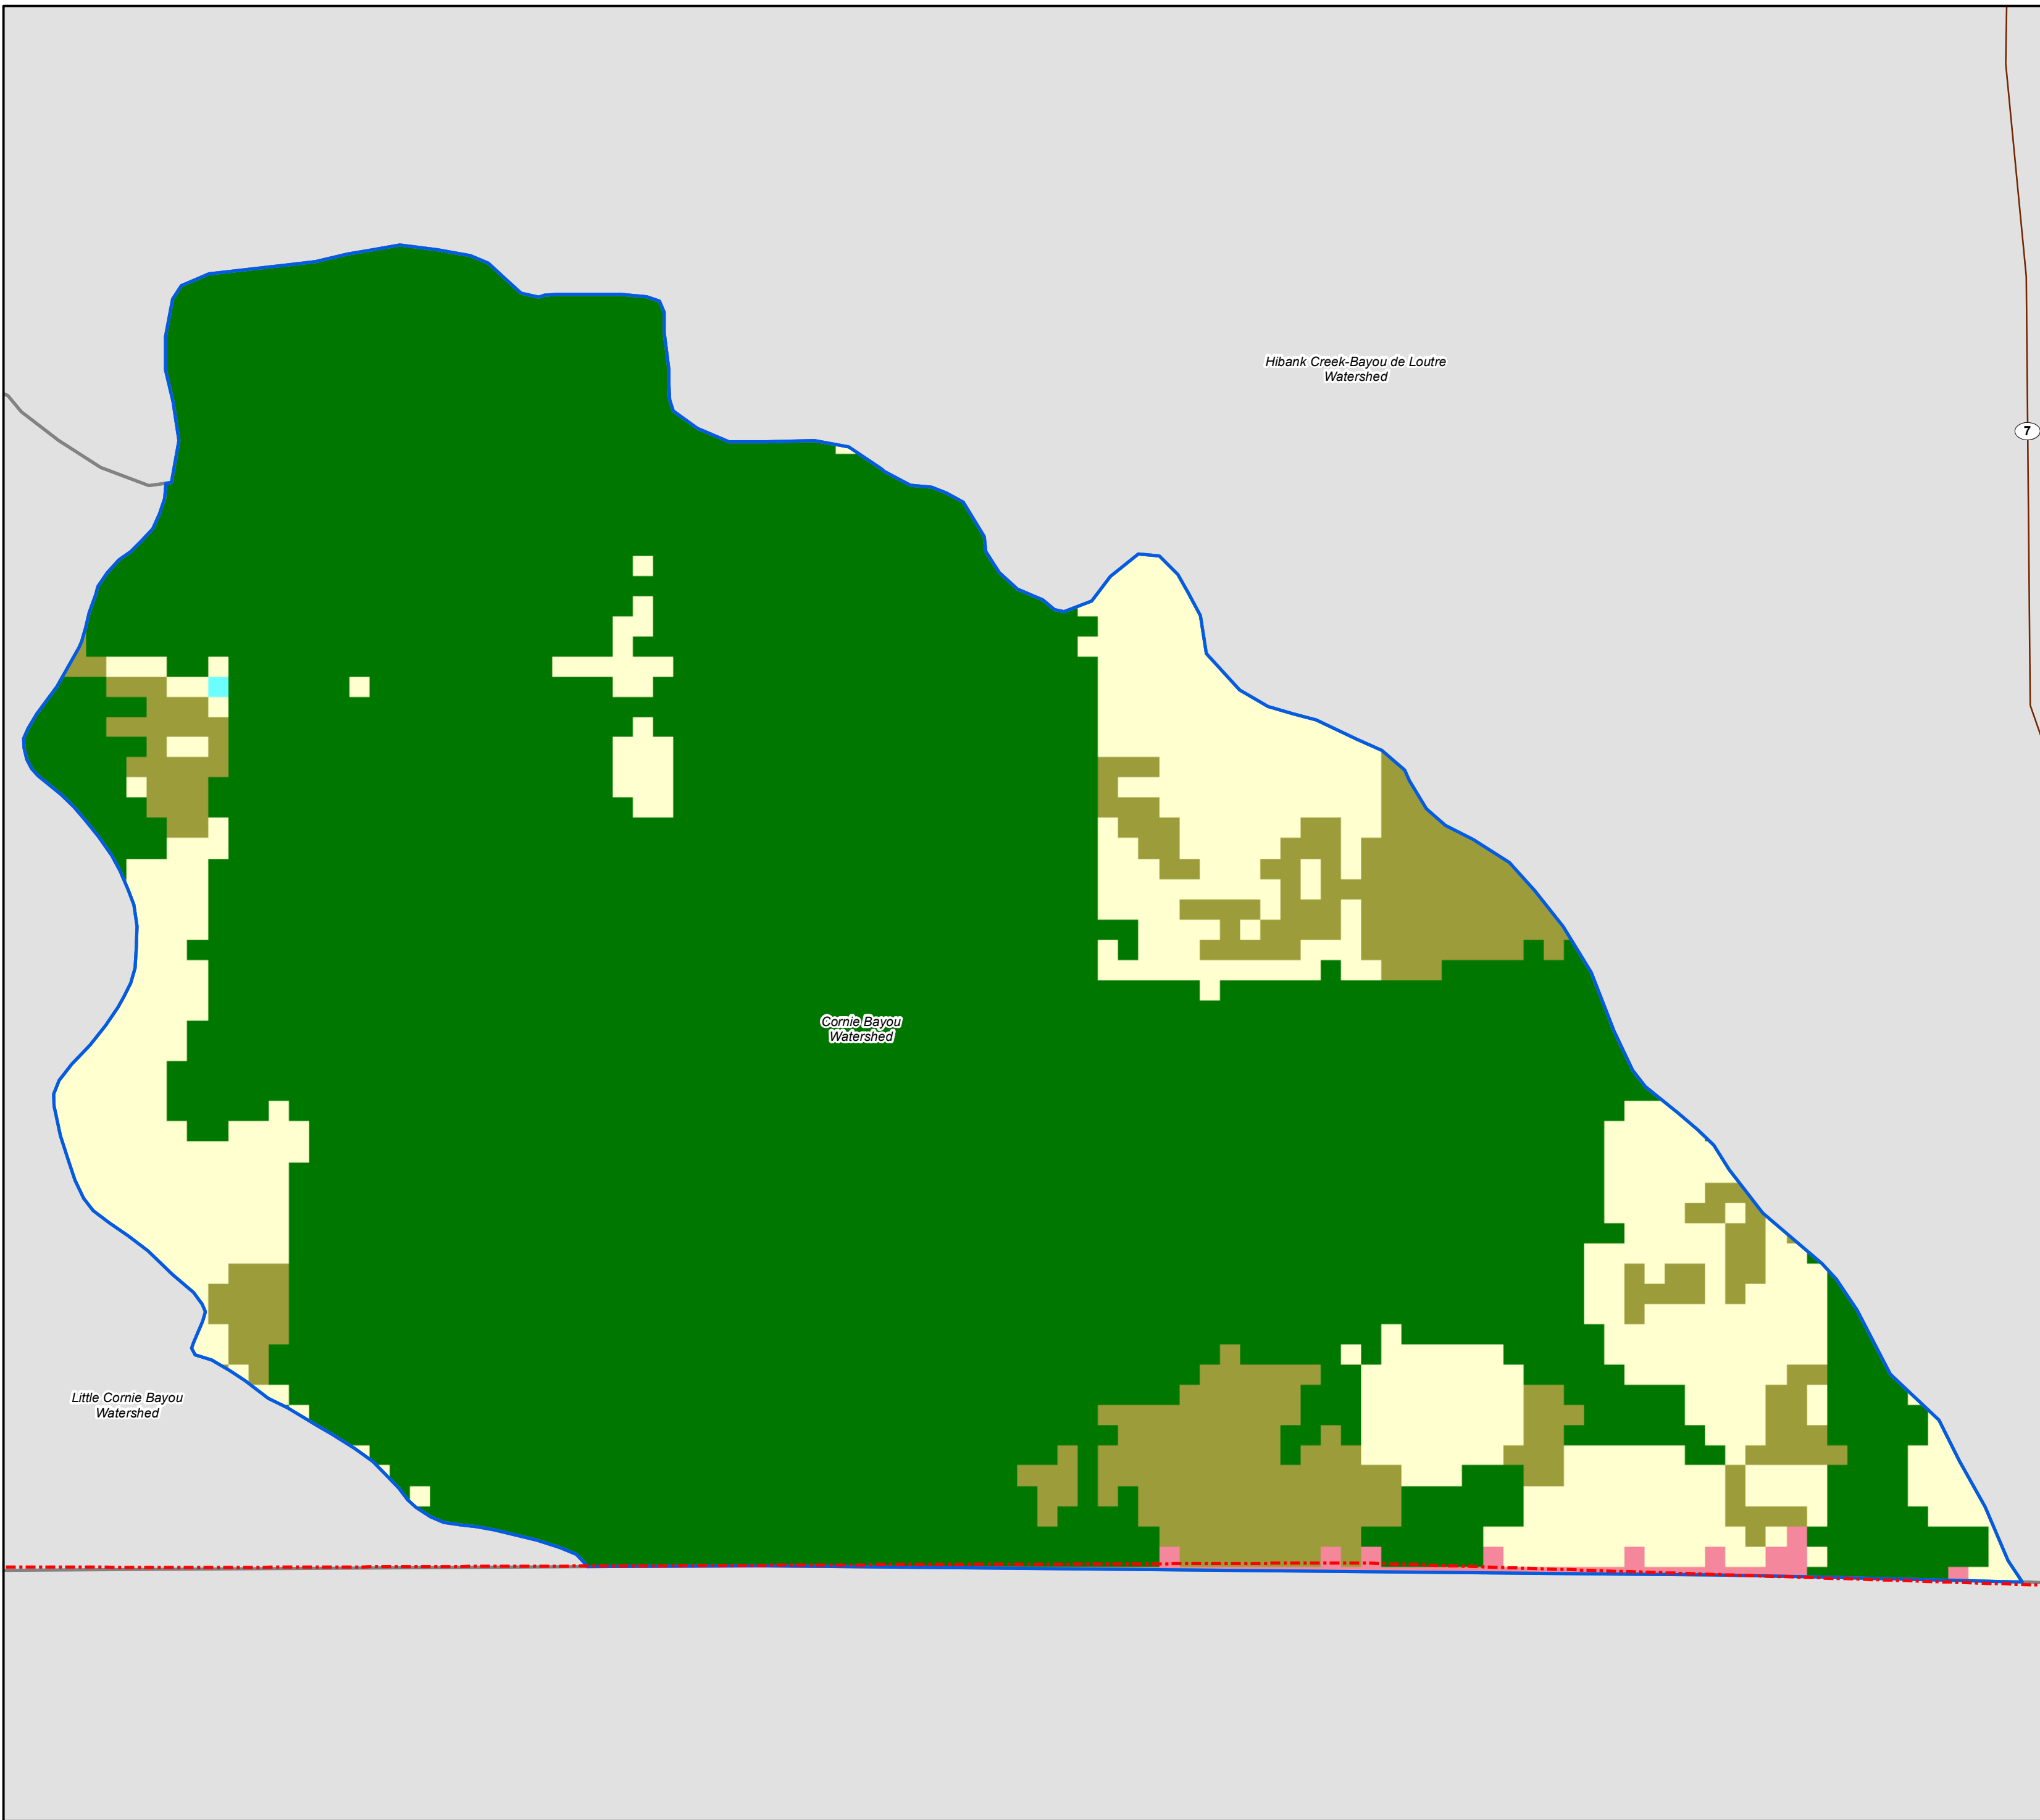 Hibank Creek-Bayou de Loutre
Watershed
7
Cornie Bayou
Watershed
Little Cornie Bayou
Watershed